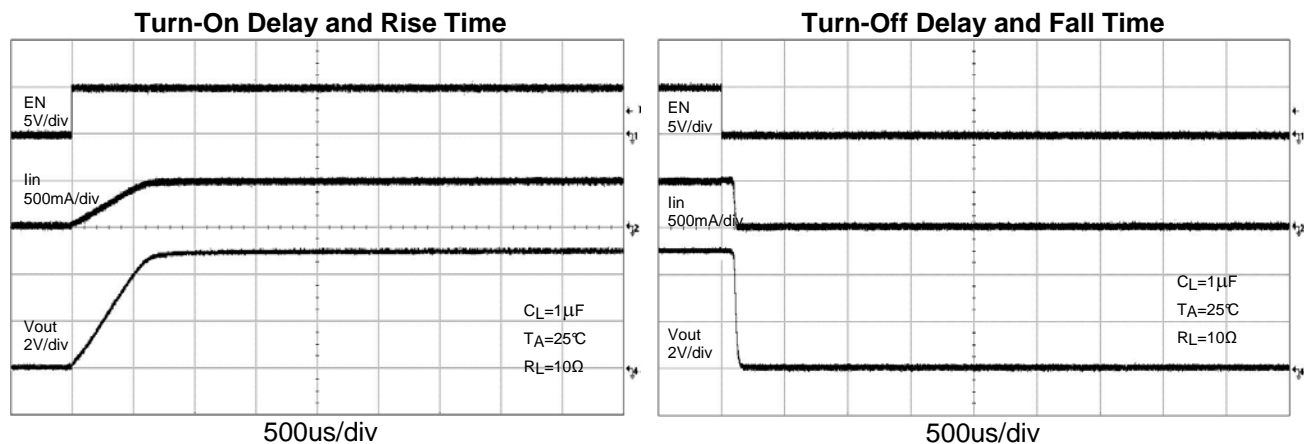 Turn-On Delay and Rise Time
EN
5V/div
Iin
500mA/div
Vout
2V/div
CL=1μF
TA=25℃
RL=10Ω
500us/div
Turn-Off Delay and Fall Time
EN
5V/div
Iin
500mA/div
Vout
2V/div
CL=1μF
TA=25℃
RL=10Ω
500us/div